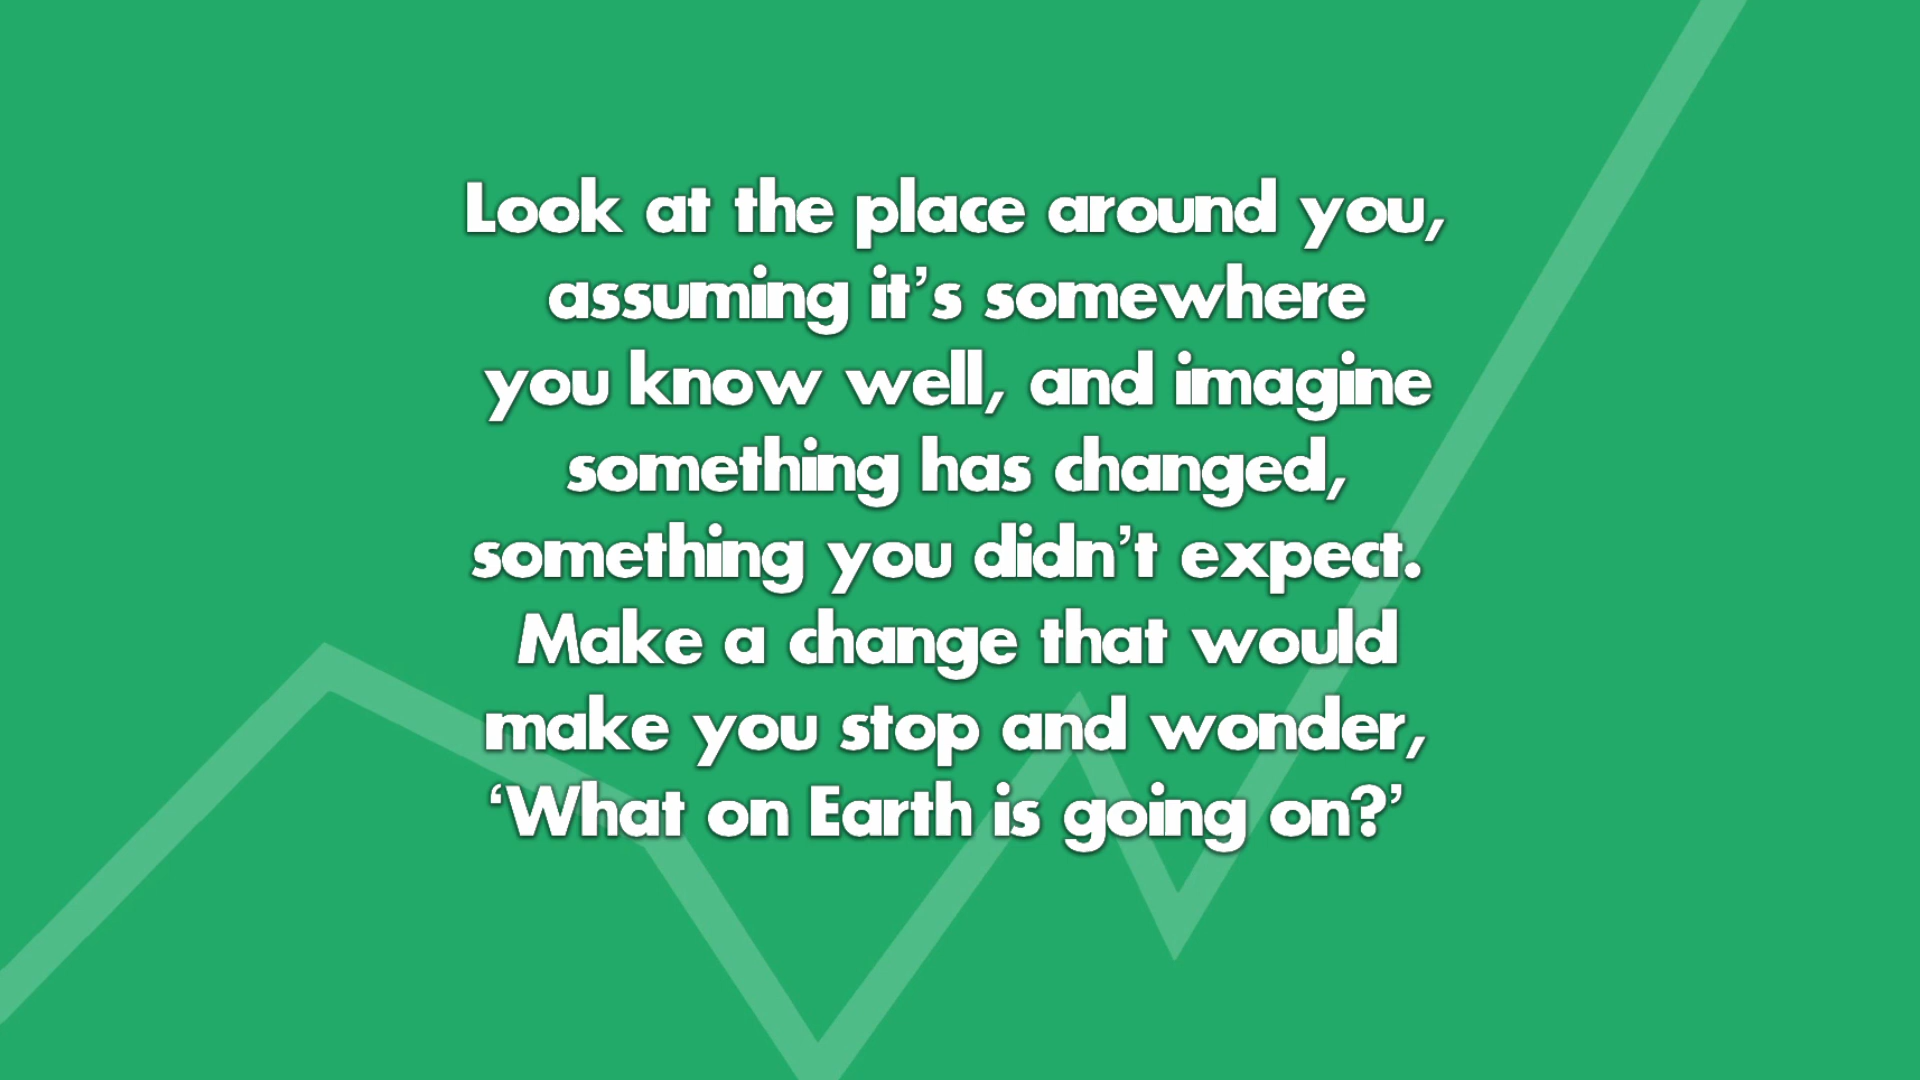 Look at the place around you,
assuming it’s somewhere
you know well, and imagine
something has changed,
something you didn’t expect.
Make a change that would
make you stop and wonder,
‘What on Earth is going on?’